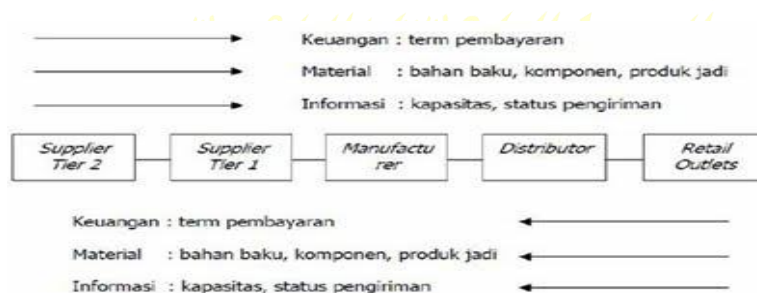 Keuangan : term pembayaran
Material : bahan baku, komponen, produk jadi
Informasi : kapasitas, status pengiriman
Supplier Tier 2
Supplier Tier 1
Manufactu rer
Distributor
Retail Outlets
Keuangan : term pembayaran
Material : bahan baku, komponen, produk jadi
Informasi : kapasitas, status pengiriman